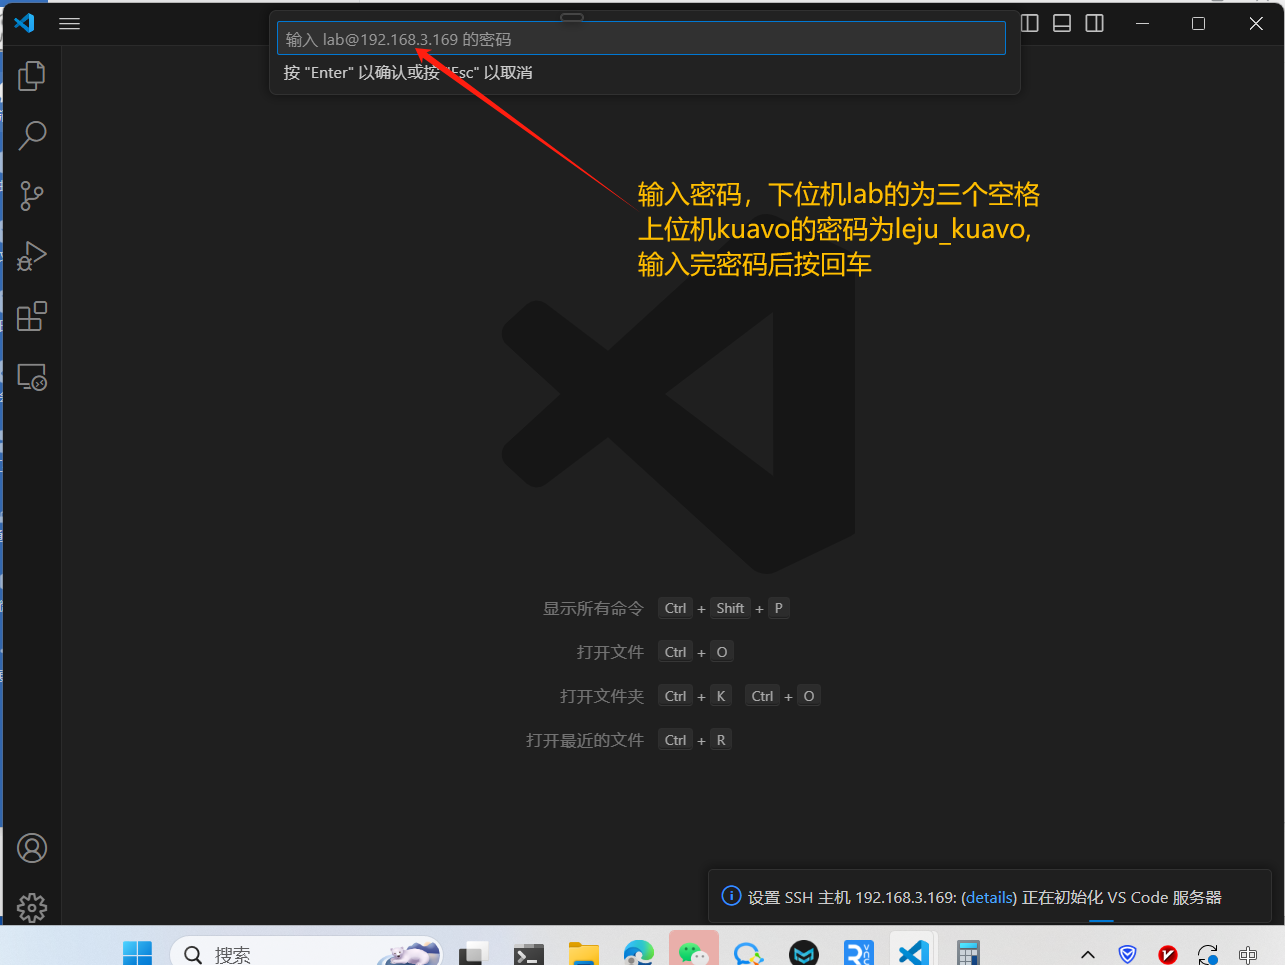 输入 lab@192.168.3.169 的密码
按 "Enter" 以确认或按 "Esc" 以取消
输入密码，下位机lab的为三个空格
上位机kuavo的密码为leju_kuavo,
输入完密码后按回车
显示所有命令 Ctrl + Shift + P
打开文件 Ctrl + O
打开文件夹 Ctrl + K Ctrl + O
打开最近的文件 Ctrl + R
设置 SSH 主机 192.168.3.169: (details) 正在初始化 VS Code 服务器
搜索
中